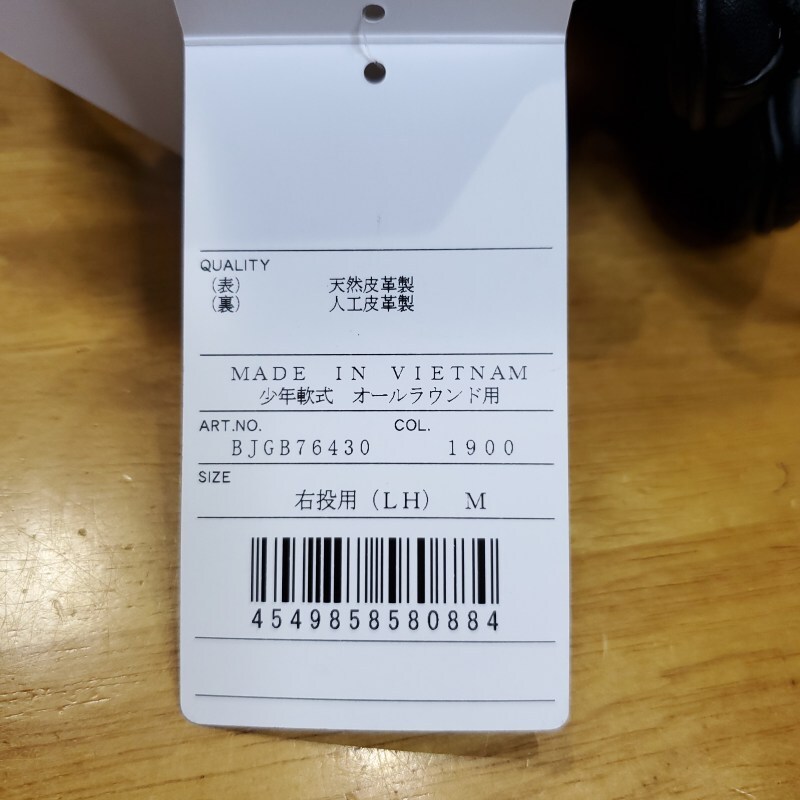 QUALITY
（表） 天然皮革製
（裏） 人工皮革製
MADE IN VIETNAM
少年軟式 オールラウンド用
ART.NO. COL.
BJGB76430 1900
SIZE
右投用（LH） M
4549858580884